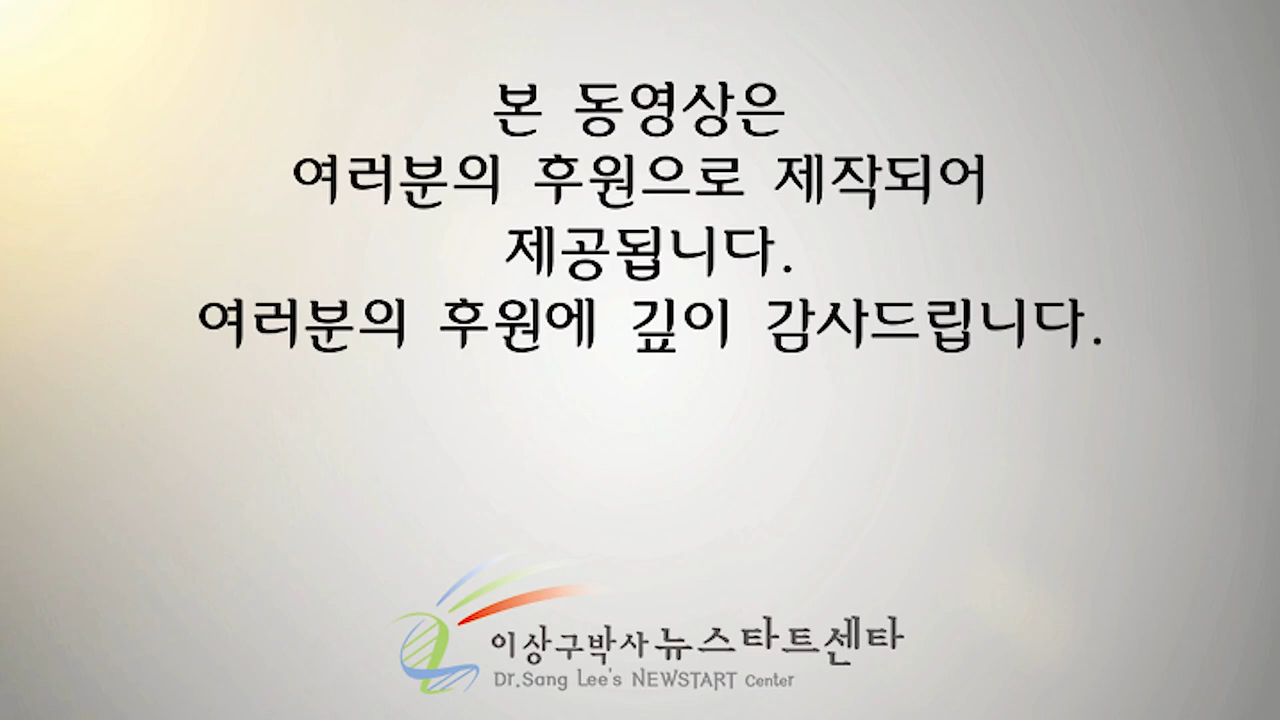 본 동영상은
여러분의 후원으로 제작되어
제공됩니다.
여러분의 후원에 깊이 감사드립니다.
이상구박사뉴스타트센타
Dr.Sang Lee's NEWSTART Center